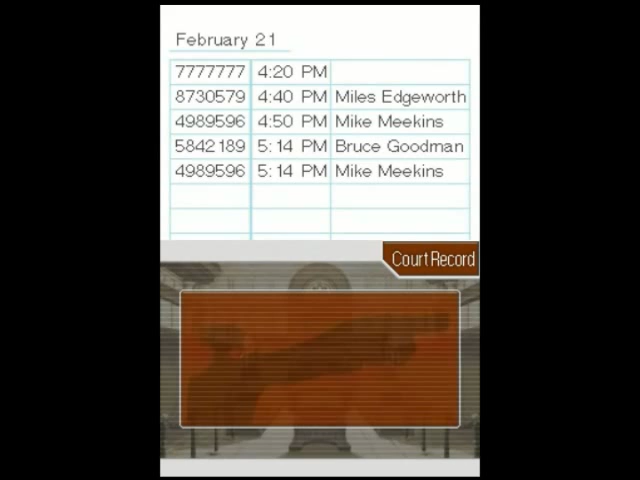 February 21
7777777 4:20 PM
8730579 4:40 PM Miles Edgeworth
4989596 4:50 PM Mike Meekins
5842189 5:14 PM Bruce Goodman
4989596 5:14 PM Mike Meekins
Court Record